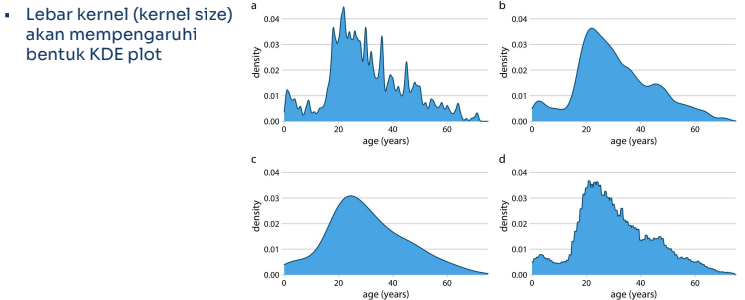 ▪ Lebar kernel (kernel size)
akan mempengaruhi
bentuk KDE plot
a
density
0.04
0.03
0.02
0.01
0.00
0 20 40 60
age (years)
b
density
0.04
0.03
0.02
0.01
0.00
0 20 40 60
age (years)
c
density
0.04
0.03
0.02
0.01
0.00
0 20 40 60
age (years)
d
density
0.04
0.03
0.02
0.01
0.00
0 20 40 60
age (years)